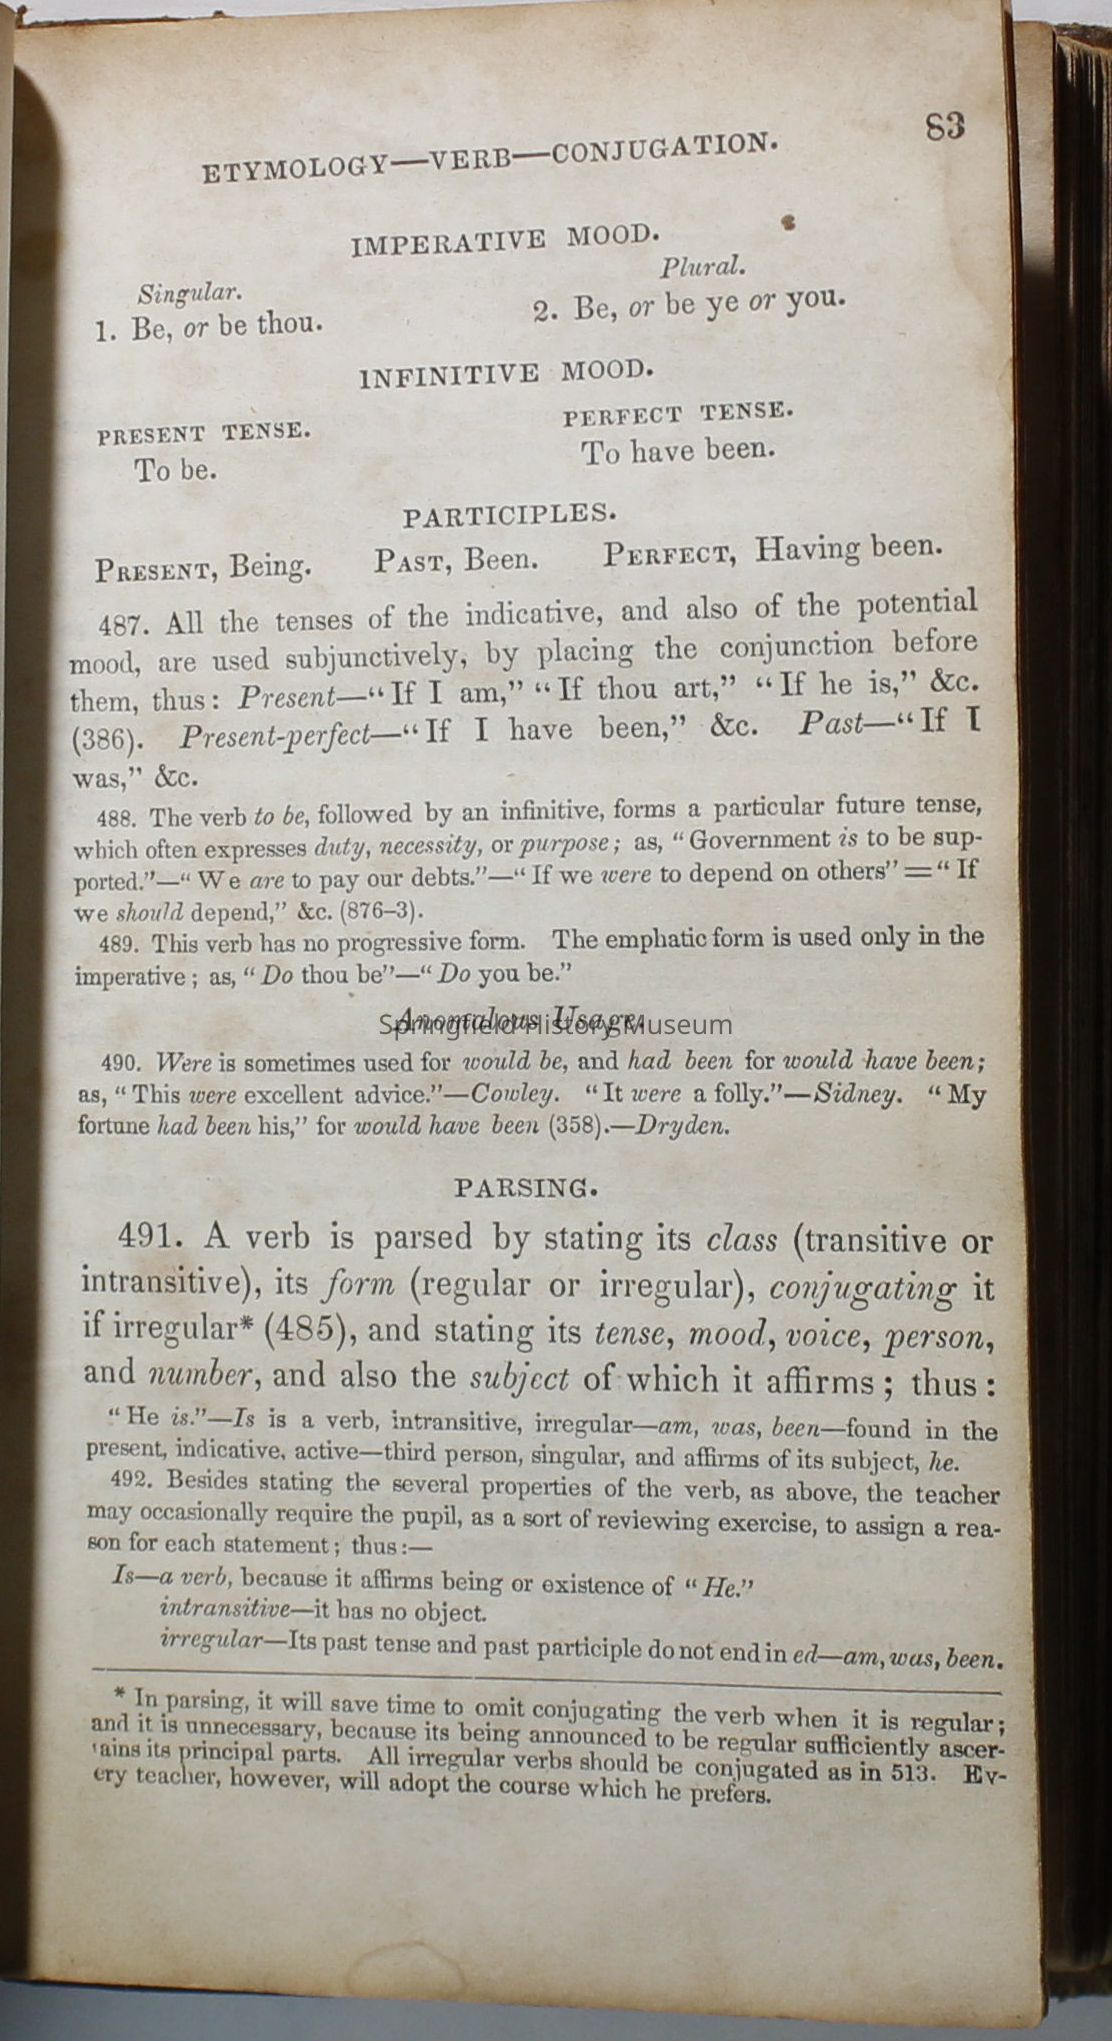 83
ETYMOLOGY—VERB—CONJUGATION.
IMPERATIVE MOOD.
Singular. Plural.
1. Be, or be thou. 2. Be, or be ye or you.
INFINITIVE MOOD.
PRESENT TENSE. PERFECT TENSE.
To be. To have been.
PARTICIPLES.
PRESENT, Being. PAST, Been. PERFECT, Having been.
487. All the tenses of the indicative, and also of the potential
mood, are used subjunctively, by placing the conjunction before
them, thus: Present—“If I am,” “If thou art,” “If he is,” &c.
(386). Present-perfect—“If I have been,” &c. Past—“If I
was,” &c.
488. The verb to be, followed by an infinitive, forms a particular future tense,
which often expresses duty, necessity, or purpose; as, “Government is to be sup-
ported.”—“We are to pay our debts.”—“If we were to depend on others”=“If
we should depend,” &c. (876–3).
489. This verb has no progressive form. The emphatic form is used only in the
imperative; as, “Do thou be”—“Do you be.”
Anomalous Usage.
Springfield History Museum
490. Were is sometimes used for would be, and had been for would have been;
as, “This were excellent advice.”—Cowley. “It were a folly.”—Sidney. “My
fortune had been his,” for would have been (358).—Dryden.
PARSING.
491. A verb is parsed by stating its class (transitive or
intransitive), its form (regular or irregular), conjugating it
if irregular* (485), and stating its tense, mood, voice, person,
and number, and also the subject of which it affirms; thus:
“He is.”—Is is a verb, intransitive, irregular—am, was, been—found in the
present, indicative, active—third person, singular, and affirms of its subject, he.
492. Besides stating the several properties of the verb, as above, the teacher
may occasionally require the pupil, as a sort of reviewing exercise, to assign a rea-
son for each statement; thus:—
Is—a verb, because it affirms being or existence of “He.”
intransitive—it has no object.
irregular—Its past tense and past participle do not end in ed—am, was, been.
* In parsing, it will save time to omit conjugating the verb when it is regular;
and it is unnecessary, because its being announced to be regular sufficiently ascer-
tains its principal parts. All irregular verbs should be conjugated as in 513. Ev-
ery teacher, however, will adopt the course which he prefers.